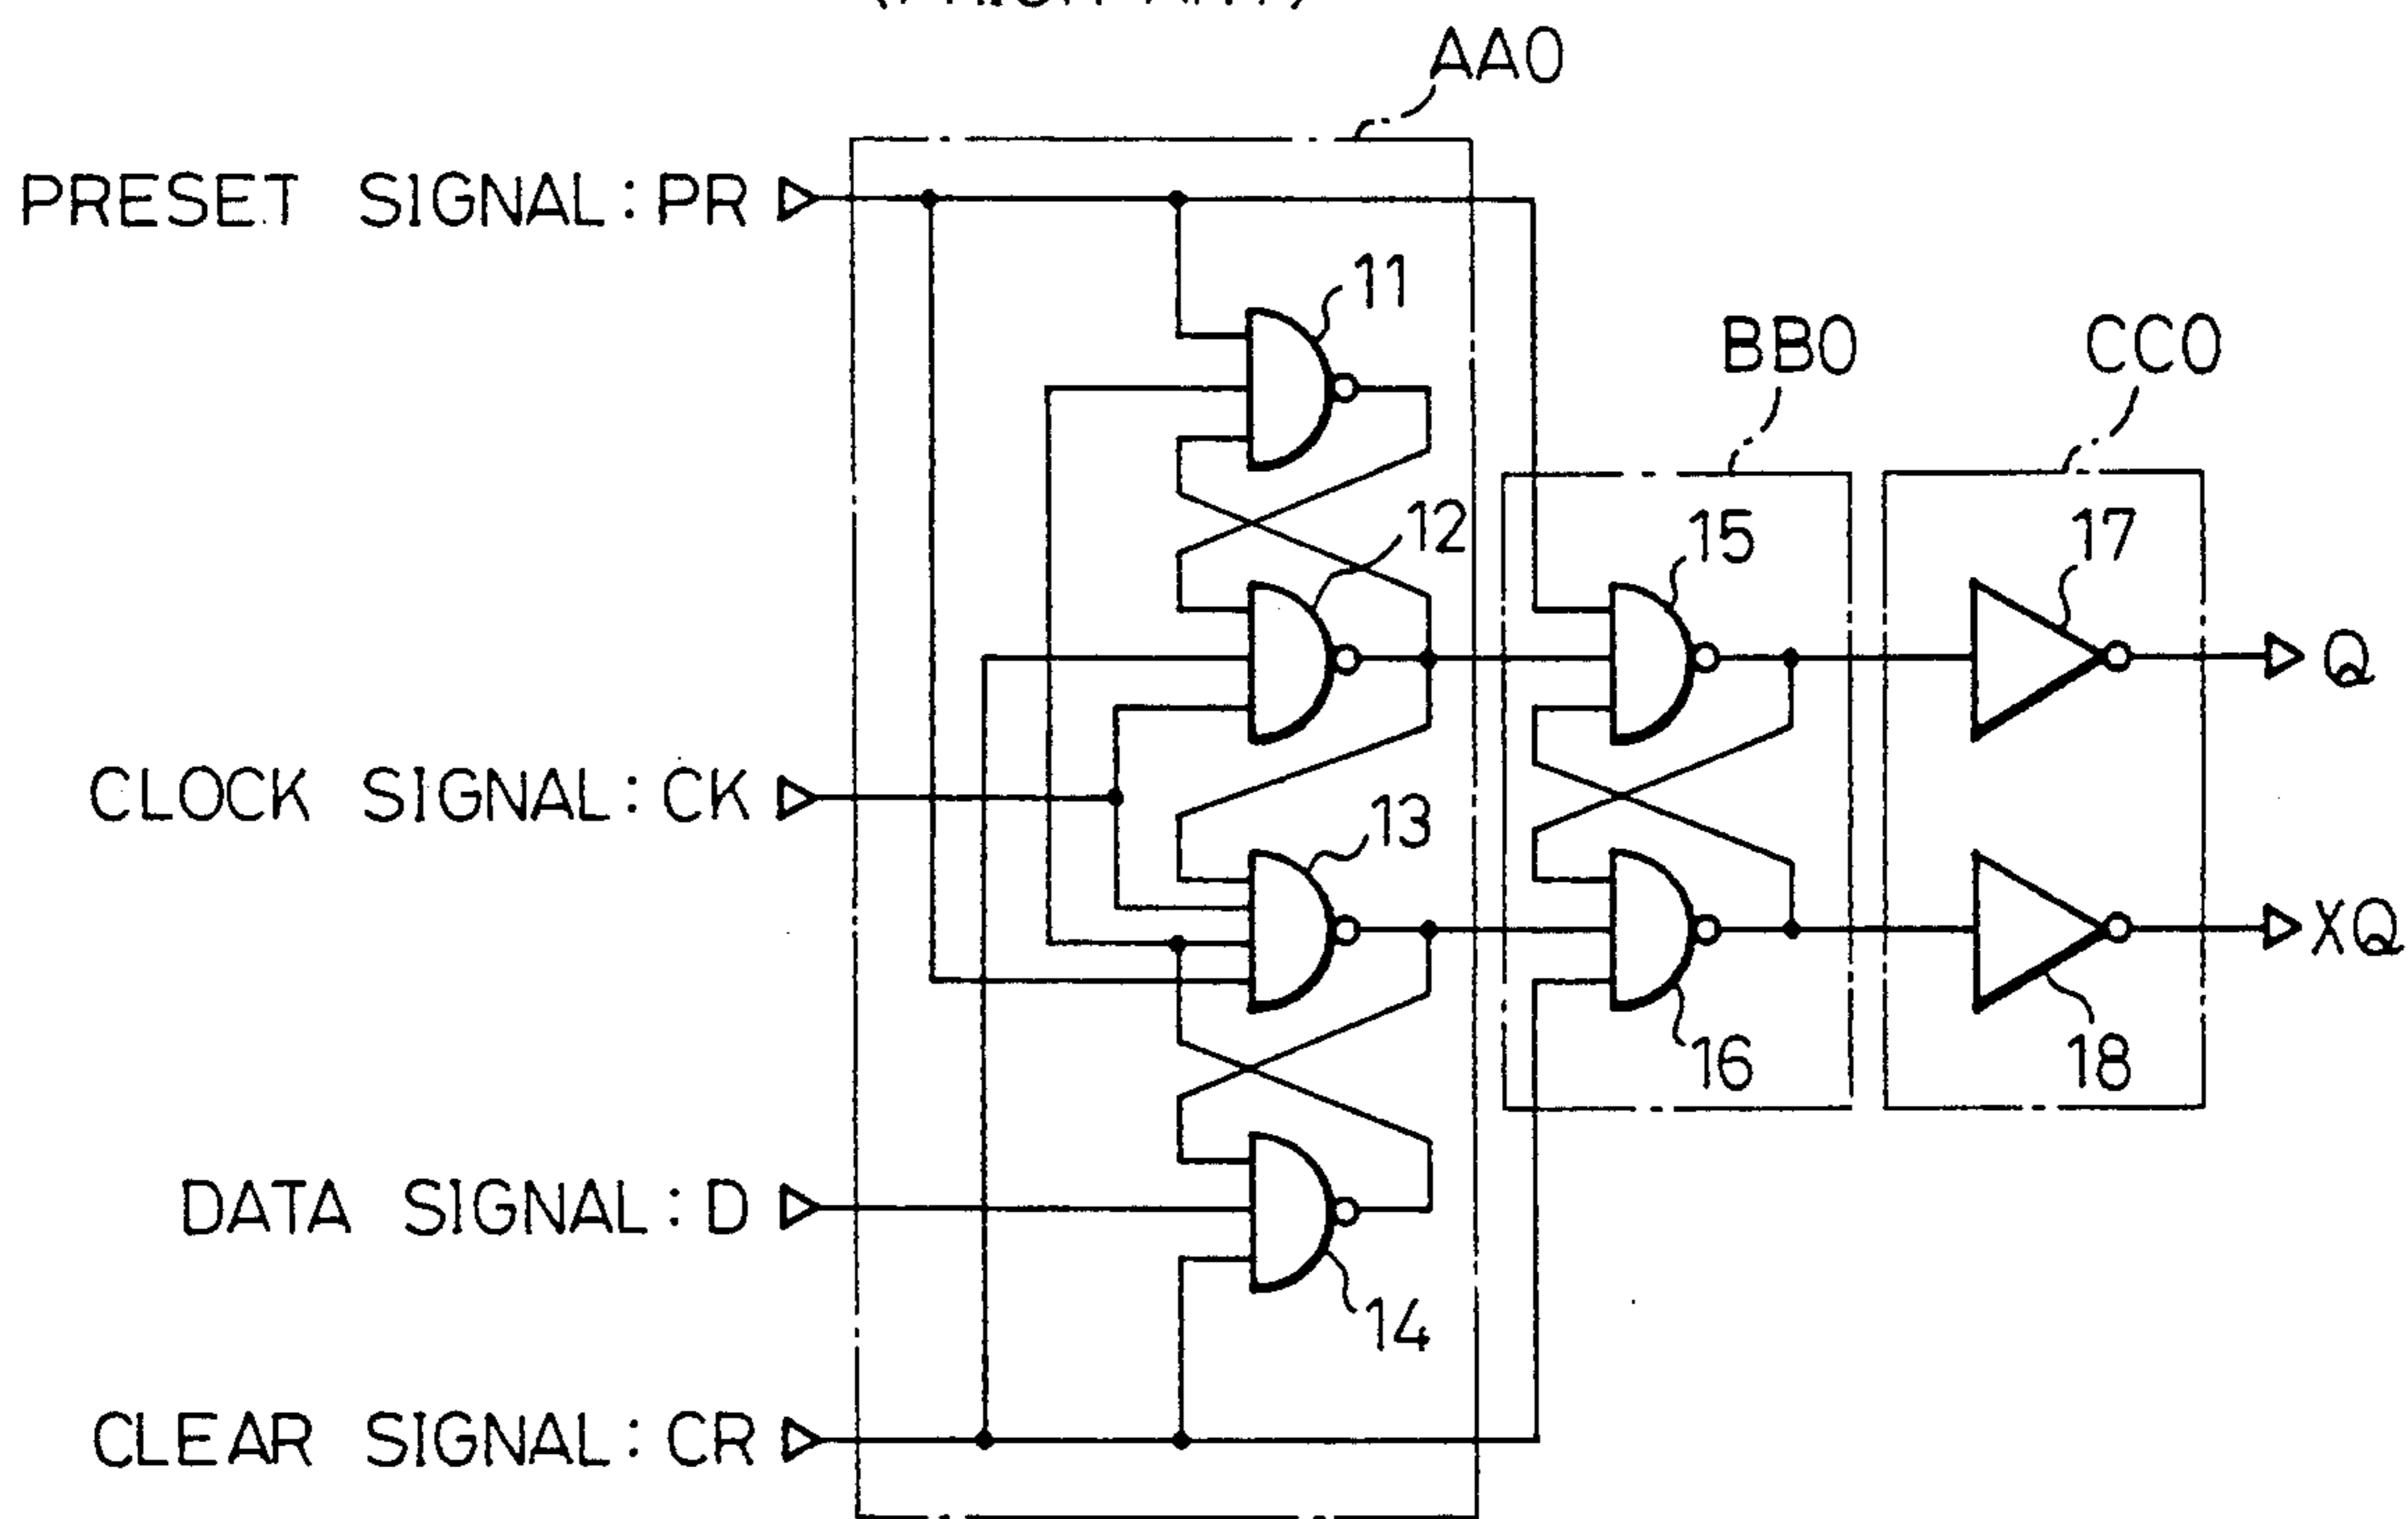 AA0
PRESET SIGNAL: PR
11
BB0
CC0
12
15
17
Q
CLOCK SIGNAL: CK
13
XQ
16
18
DATA SIGNAL: D
14
CLEAR SIGNAL: CR